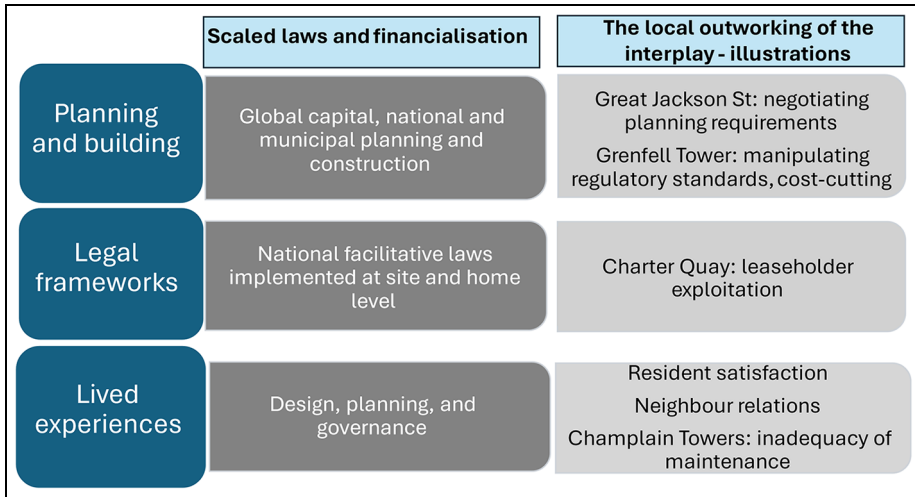 Scaled laws and financialisation
The local outworking of the
interplay - illustrations
Planning
and building
Global capital, national and
municipal planning and
construction
Great Jackson St: negotiating
planning requirements
Grenfell Tower: manipulating
regulatory standards, cost-cutting
Legal
frameworks
National facilitative laws
implemented at site and home
level
Charter Quay: leaseholder
exploitation
Lived
experiences
Design, planning, and
governance
Resident satisfaction
Neighbour relations
Champlain Towers: inadequacy of
maintenance